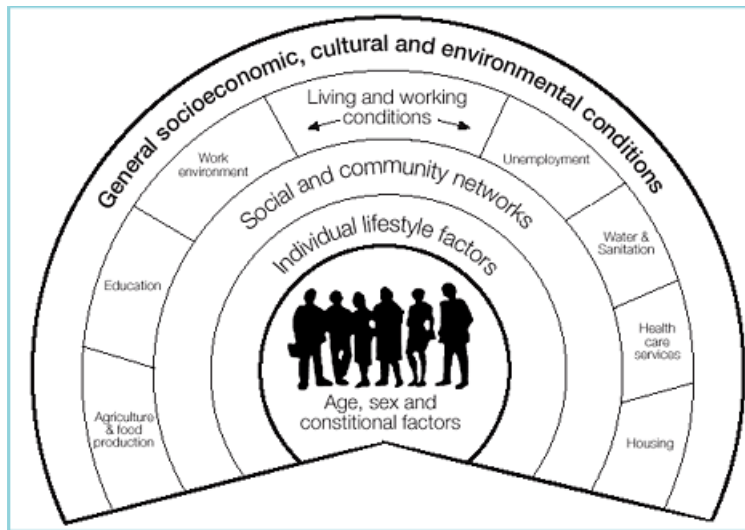 General socioeconomic, cultural and environmental conditions
Living and working
conditions
Work
environment
Unemployment
Social and community networks
Education
Water &
Sanitation
Individual lifestyle factors
Agriculture
& food
production
Health
care
services
Housing
Age, sex and
constitional factors